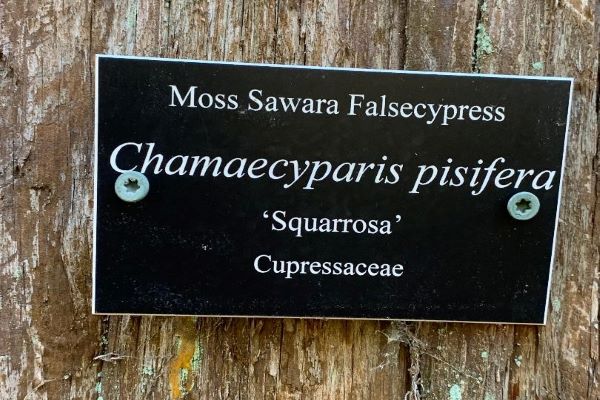 Moss Sawara Falsecypress
Chamaecyparis pisifera
‘Squarrosa’
Cupressaceae